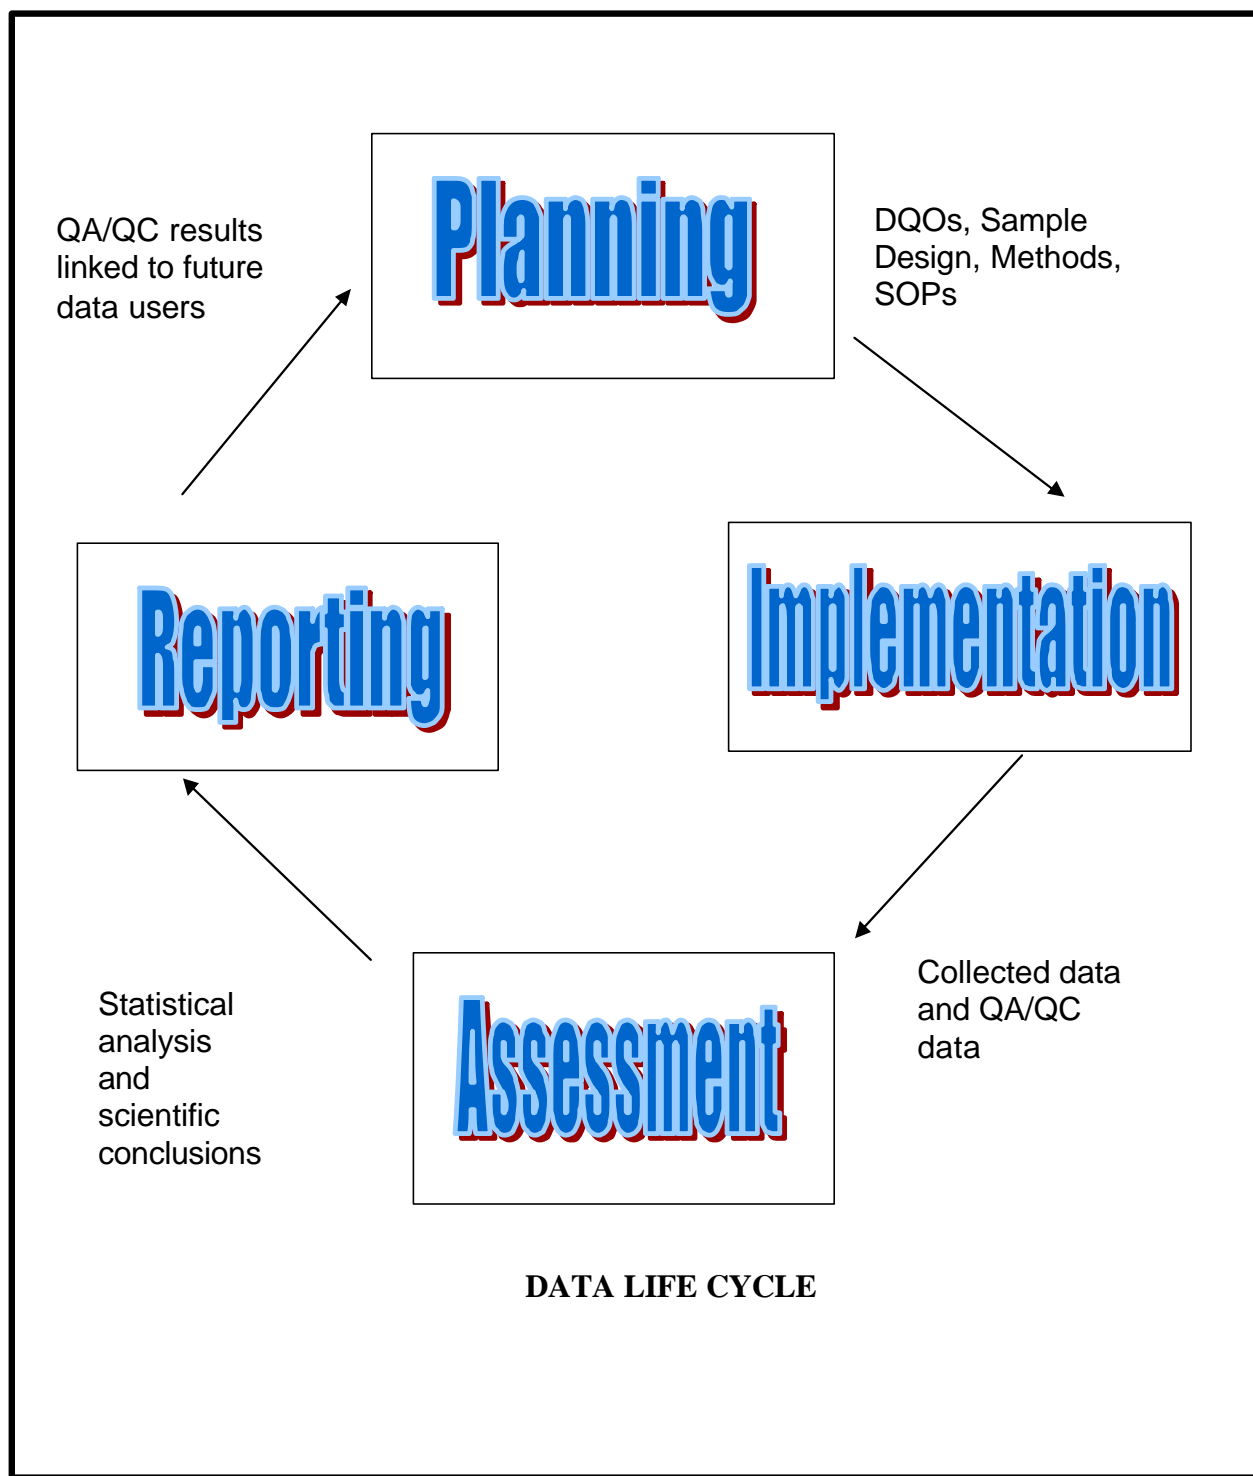 Planning
QA/QC results
linked to future
data users
DQOs, Sample
Design, Methods,
SOPs
Reporting
Implementation
Statistical
analysis
and
scientific
conclusions
Assessment
Collected data
and QA/QC
data
DATA LIFE CYCLE